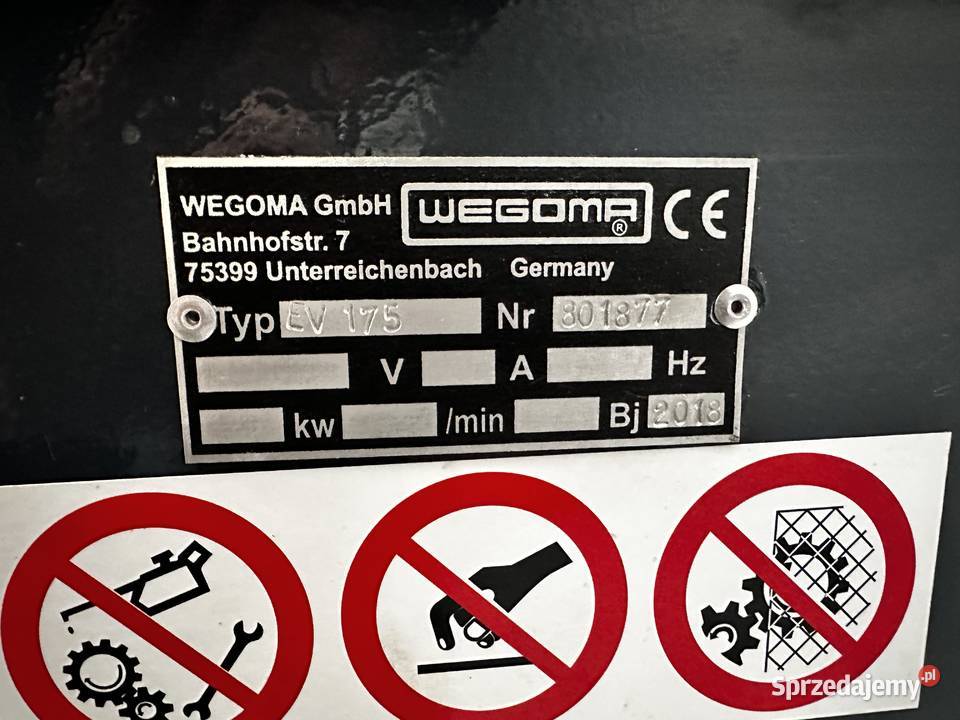 WEGOMA GmbH WEGOMA ® CE
Bahnhofstr. 7
75399 Unterreichenbach Germany
Typ EV 175 Nr 801877
V A Hz
kw /min Bj 2018
Sprzedajemy.pl